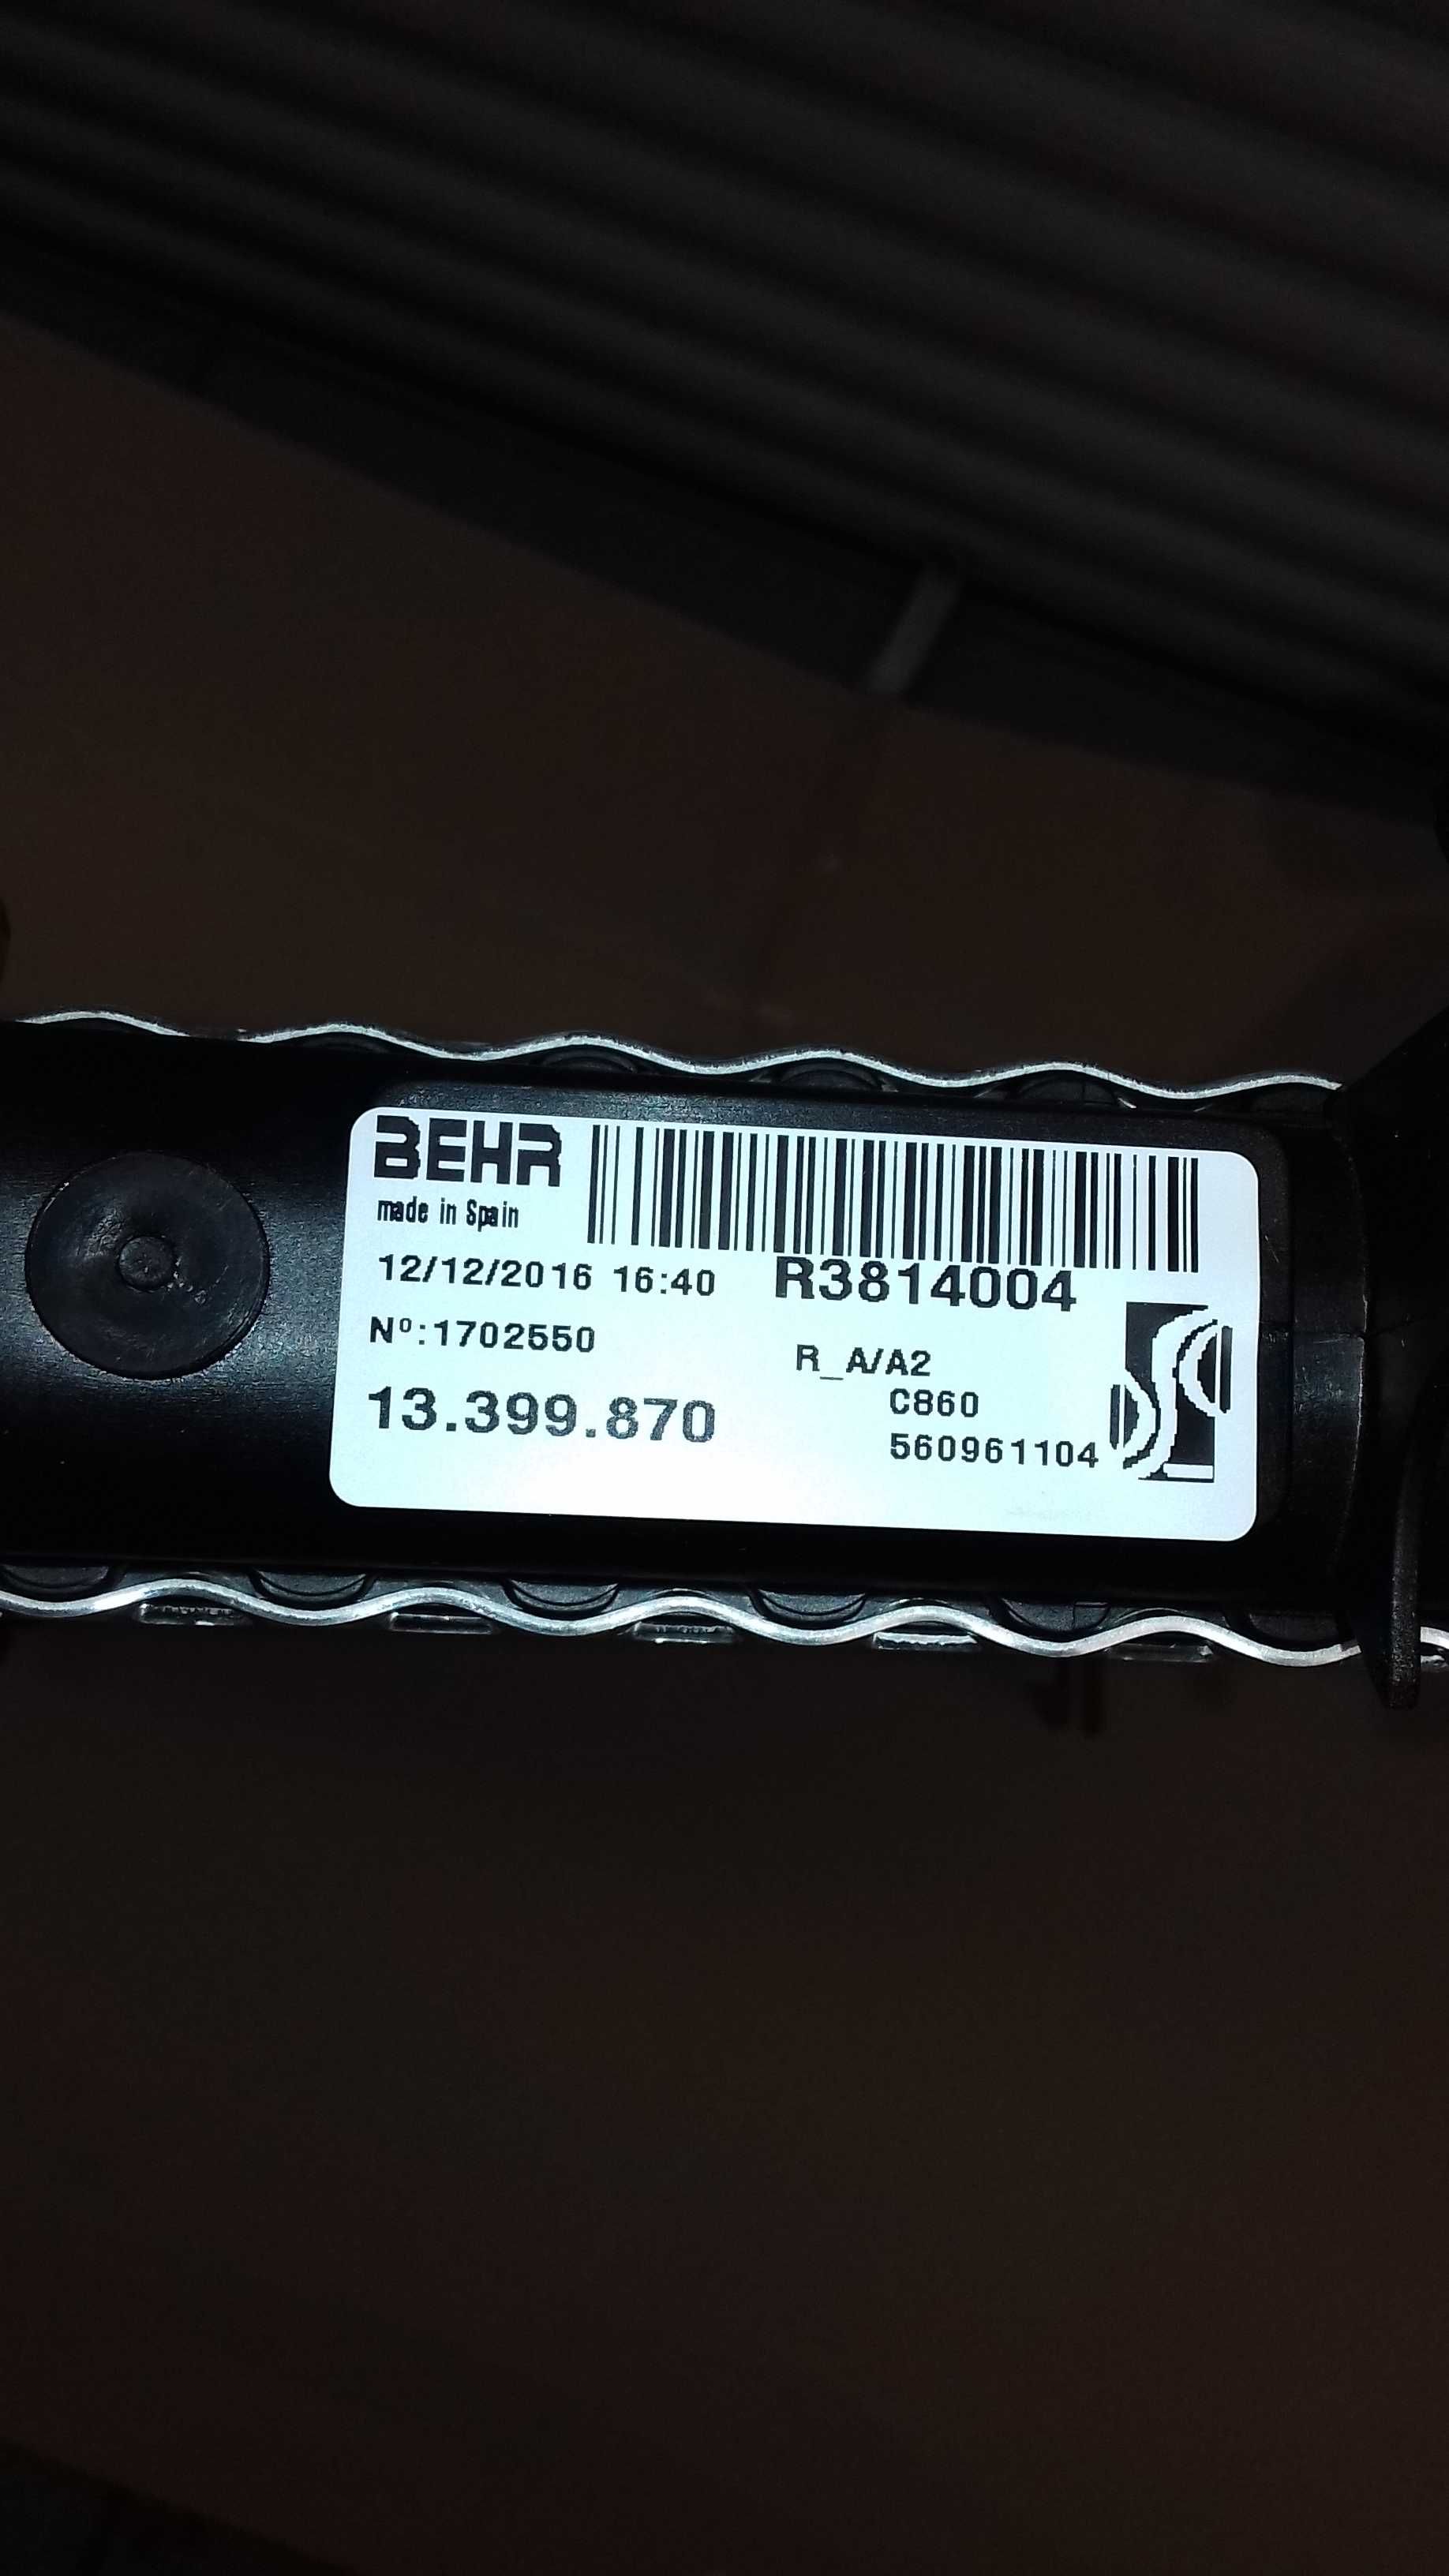 BEHR
made in Spain
12/12/2016 16:40 R3814004
Nº:1702550
R_A/A2
13.399.870
C860
560961104